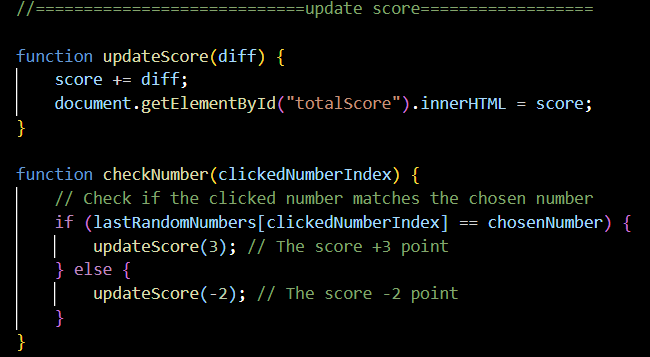 //============================update score==================
function updateScore(diff) {
    score += diff;
    document.getElementById("totalScore").innerHTML = score;
}
function checkNumber(clickedNumberIndex) {
    // Check if the clicked number matches the chosen number
    if (lastRandomNumbers[clickedNumberIndex] == chosenNumber) {
        updateScore(3); // The score +3 point
    } else {
        updateScore(-2); // The score -2 point
    }
}